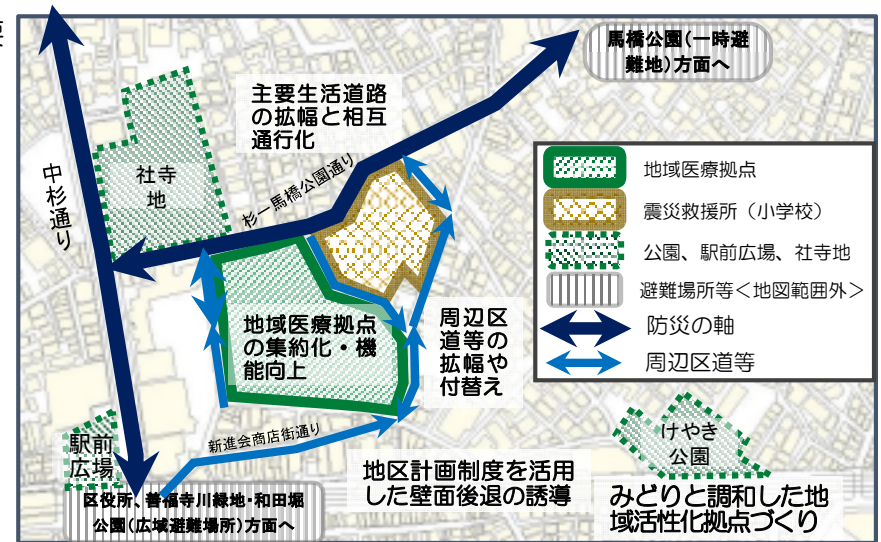 要
馬橋公園(一時避
難地)方面へ
主要生活道路
の拡幅と相互
通行化
中杉通り
社寺
地
杉一馬橋公園通り
地域医療拠点
震災救援所（小学校）
公園、駅前広場、社寺地
避難場所等＜地図範囲外＞
防災の軸
周辺区道等
地域医療拠点
の集約化・機
能向上
周辺区
道等の
拡幅や
付替え
新進会商店街通り
駅前
広場
けやき
公園
地区計画制度を活用
した壁面後退の誘導
みどりと調和した地
域活性化拠点づくり
区役所、善福寺川緑地・和田堀
公園(広域避難場所)方面へ